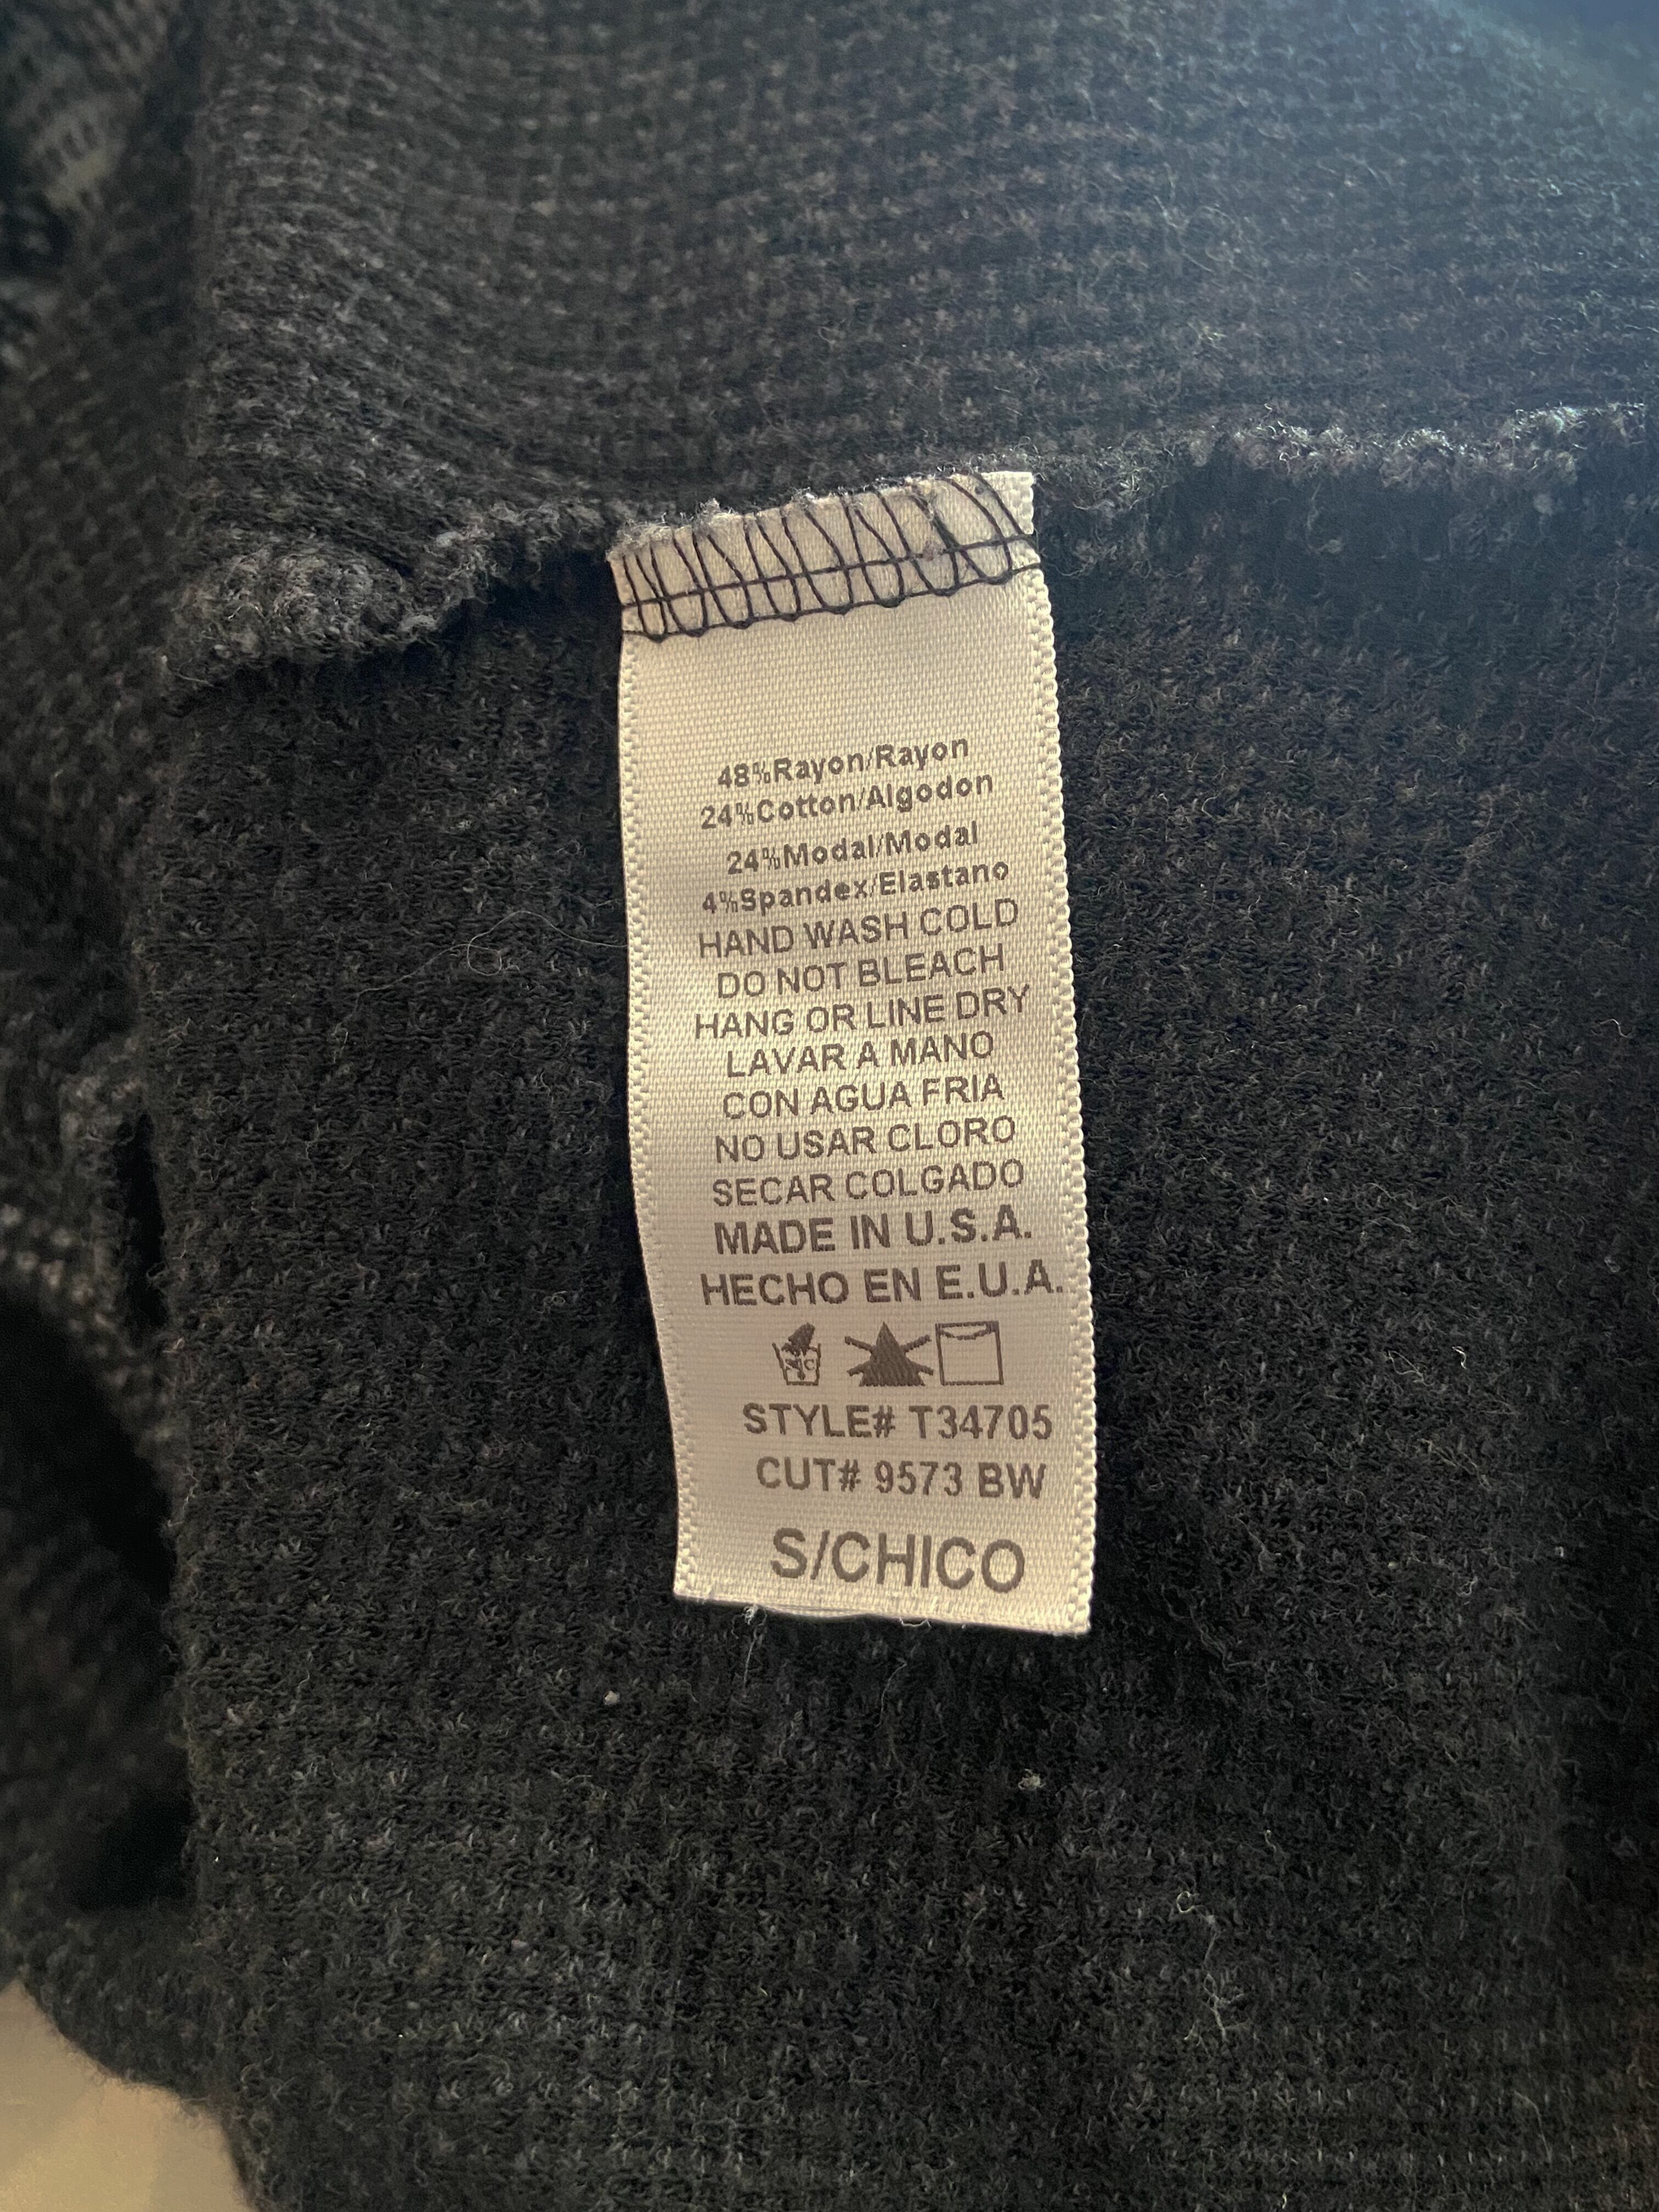 48%Rayon/Rayon
24%Cotton/Algodon
24%Modal/Modal
4%Spandex/Elastano
HAND WASH COLD
DO NOT BLEACH
HANG OR LINE DRY
LAVAR A MANO
CON AGUA FRIA
NO USAR CLORO
SECAR COLGADO
MADE IN U.S.A.
HECHO EN E.U.A.
STYLE# T34705
CUT# 9573 BW
S/CHICO